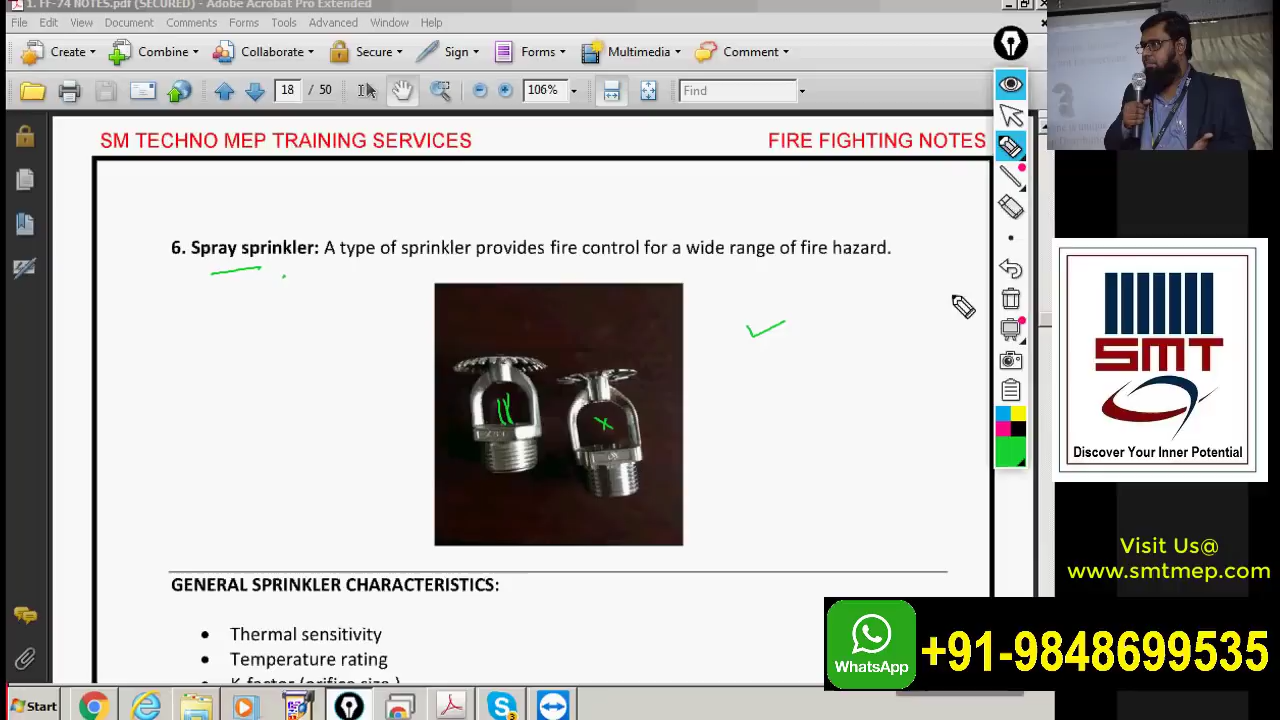 1. FF-74 NOTES.pdf (SECURED) - Adobe Acrobat Pro Extended
File Edit View Document Comments Forms Tools Advanced Window Help
Create Combine Collaborate Secure Sign Forms Multimedia Comment
18 / 50 106% Find
SM TECHNO MEP TRAINING SERVICES FIRE FIGHTING NOTES
6. Spray sprinkler: A type of sprinkler provides fire control for a wide range of fire hazard.
GENERAL SPRINKLER CHARACTERISTICS:
• Thermal sensitivity
• Temperature rating
• K-factor (orifice size )
SMT
Discover Your Inner Potential
Visit Us@
www.smtmep.com
WhatsApp
+91-9848699535
Start